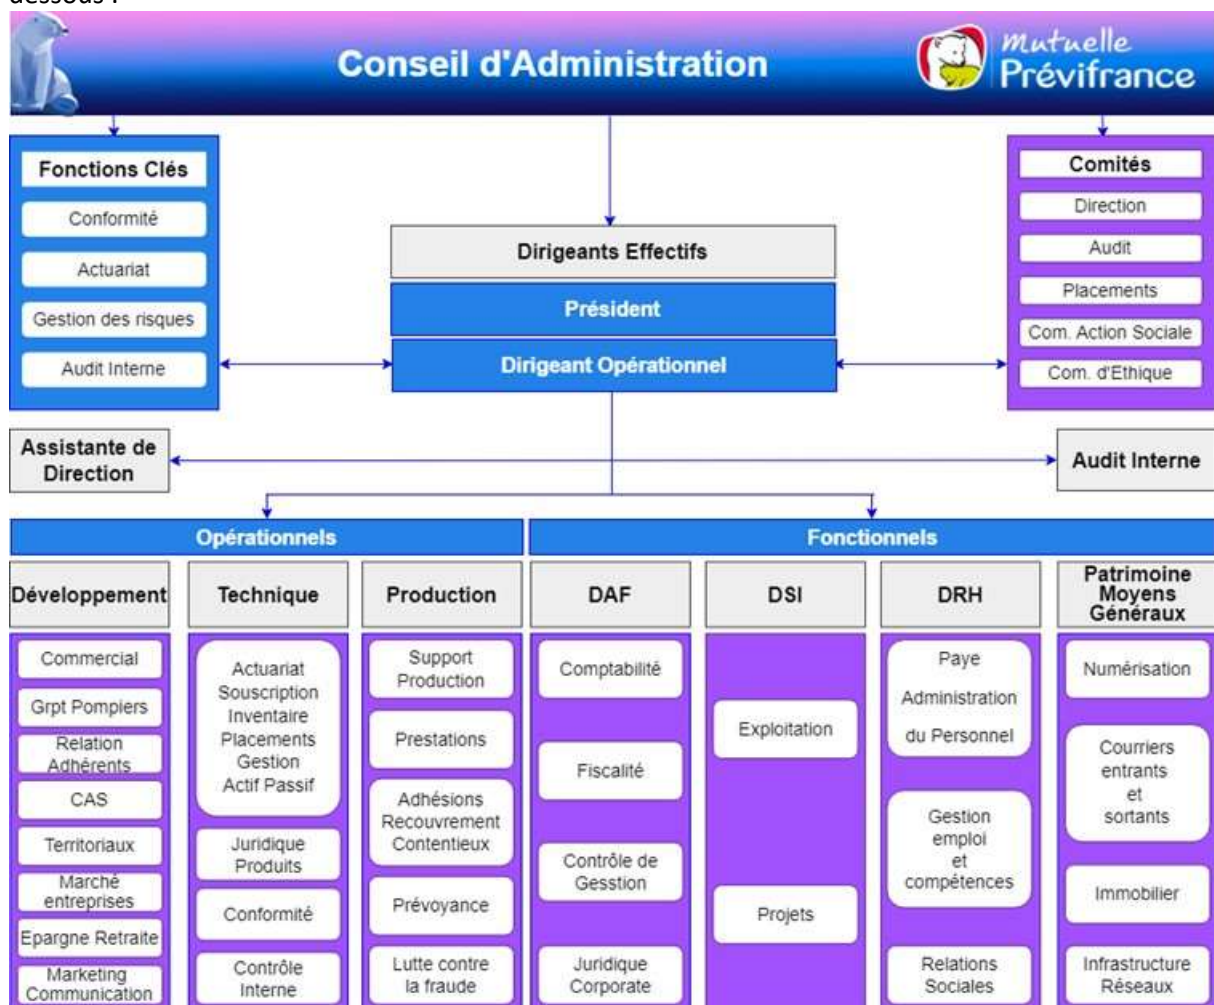 dessous :
Conseil d'Administration
Mutuelle
Prévifrance
Fonctions Clés
Conformité
Actuariat
Gestion des risques
Audit Interne
Dirigeants Effectifs
Président
Dirigeant Opérationnel
Comités
Direction
Audit
Placements
Com. Action Sociale
Com. d'Ethique
Assistante de
Direction
Audit Interne
Opérationnels
Fonctionnels
Développement
Commercial
Grpt Pompiers
Relation
Adhérents
CAS
Territoriaux
Marché
entreprises
Epargne Retraite
Marketing
Communication
Technique
Actuariat
Souscription
Inventaire
Placements
Gestion
Actif Passif
Juridique
Produits
Conformité
Contrôle
Interne
Production
Support
Production
Prestations
Adhésions
Recouvrement
Contentieux
Prévoyance
Lutte contre
la fraude
DAF
Comptabilité
Fiscalité
Contrôle de
Gesstion
Juridique
Corporate
DSI
Exploitation
Projets
DRH
Paye
Administration
du Personnel
Gestion
emploi
et
compétences
Relations
Sociales
Patrimoine
Moyens
Généraux
Numérisation
Courriers
entrants
et
sortants
Immobilier
Infrastructure
Réseaux